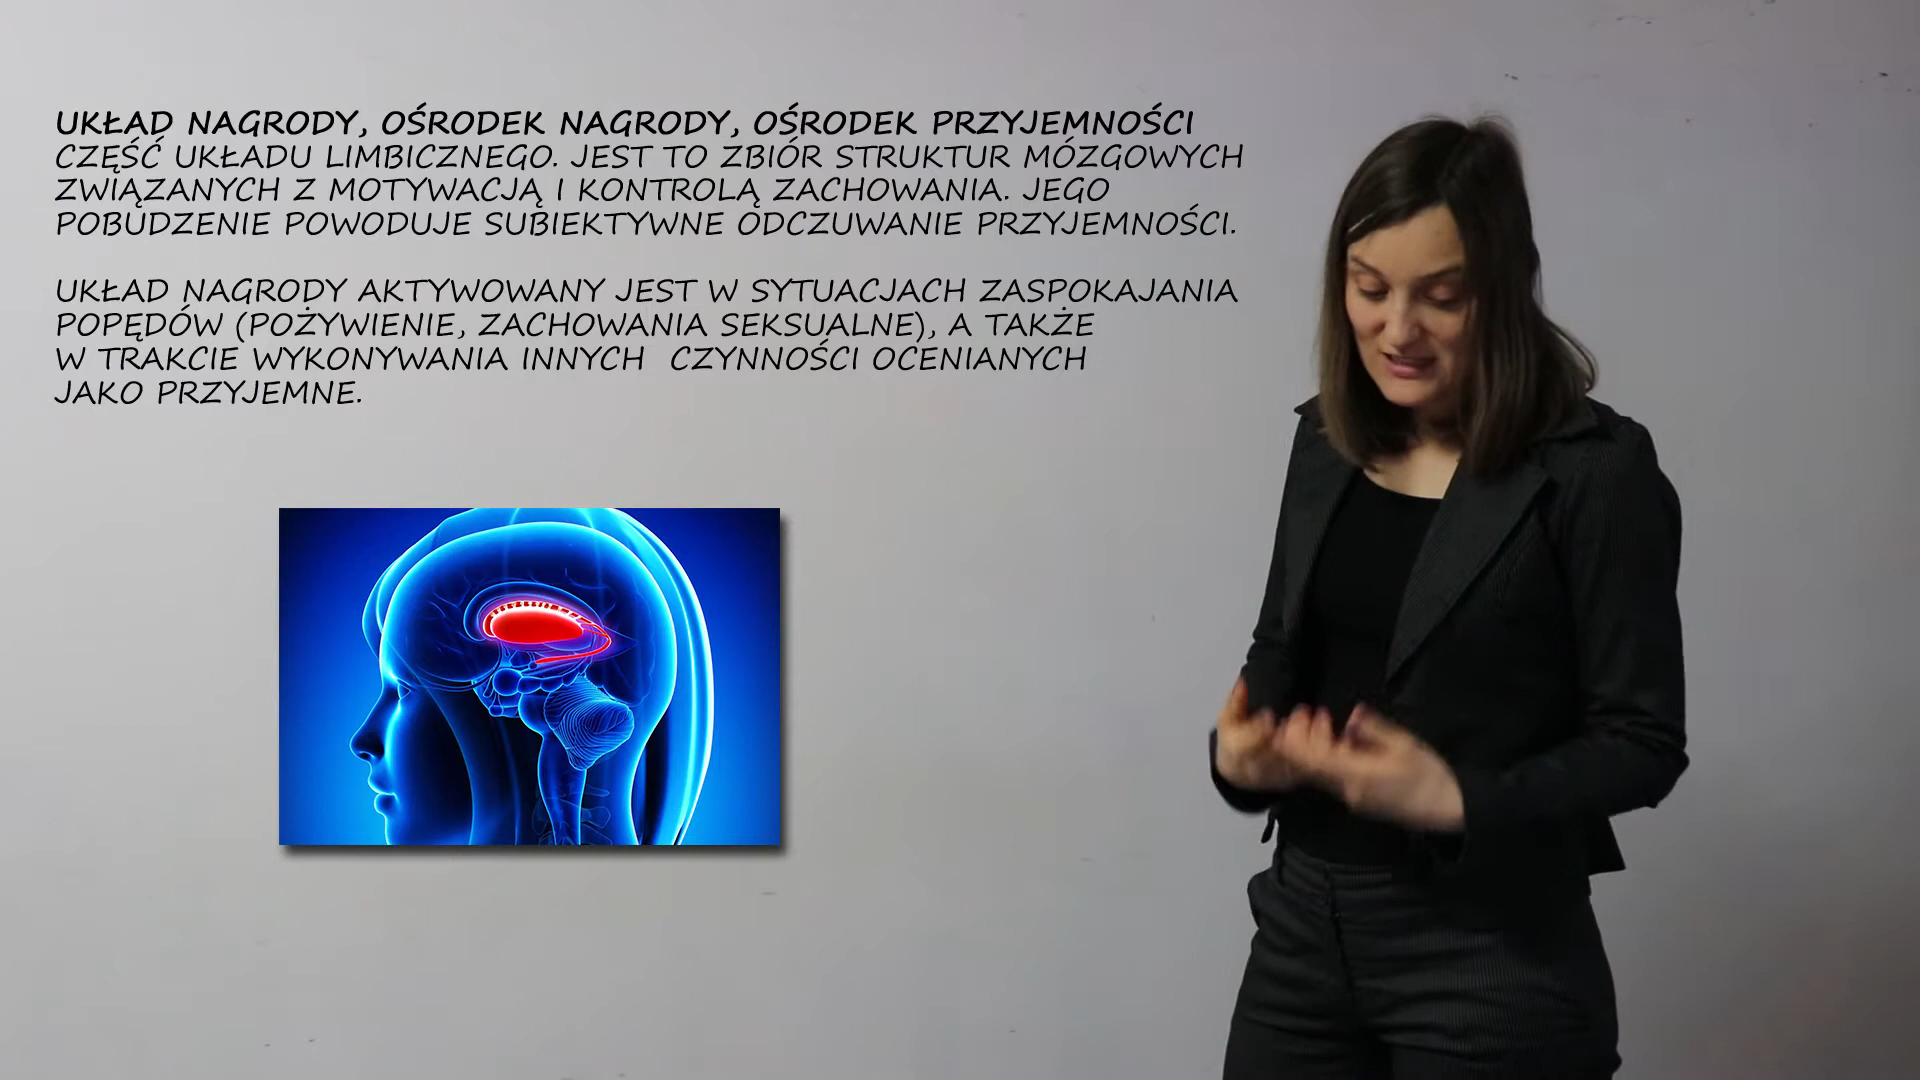 UKŁAD NAGRODY, OŚRODEK NAGRODY, OŚRODEK PRZYJEMNOŚCI
CZĘŚĆ UKŁADU LIMBICZNEGO. JEST TO ZBIÓR STRUKTUR MÓZGOWYCH
ZWIĄZANYCH Z MOTYWACJĄ I KONTROLĄ ZACHOWANIA. JEGO
POBUDZENIE POWODUJE SUBIEKTYWNE ODCZUWANIE PRZYJEMNOŚCI.
UKŁAD NAGRODY AKTYWOWANY JEST W SYTUACJACH ZASPOKAJANIA
POPĘDÓW (POŻYWIENIE, ZACHOWANIA SEKSUALNE), A TAKŻE
W TRAKCIE WYKONYWANIA INNYCH  CZYNNOŚCI OCENIANYCH
JAKO PRZYJEMNE.